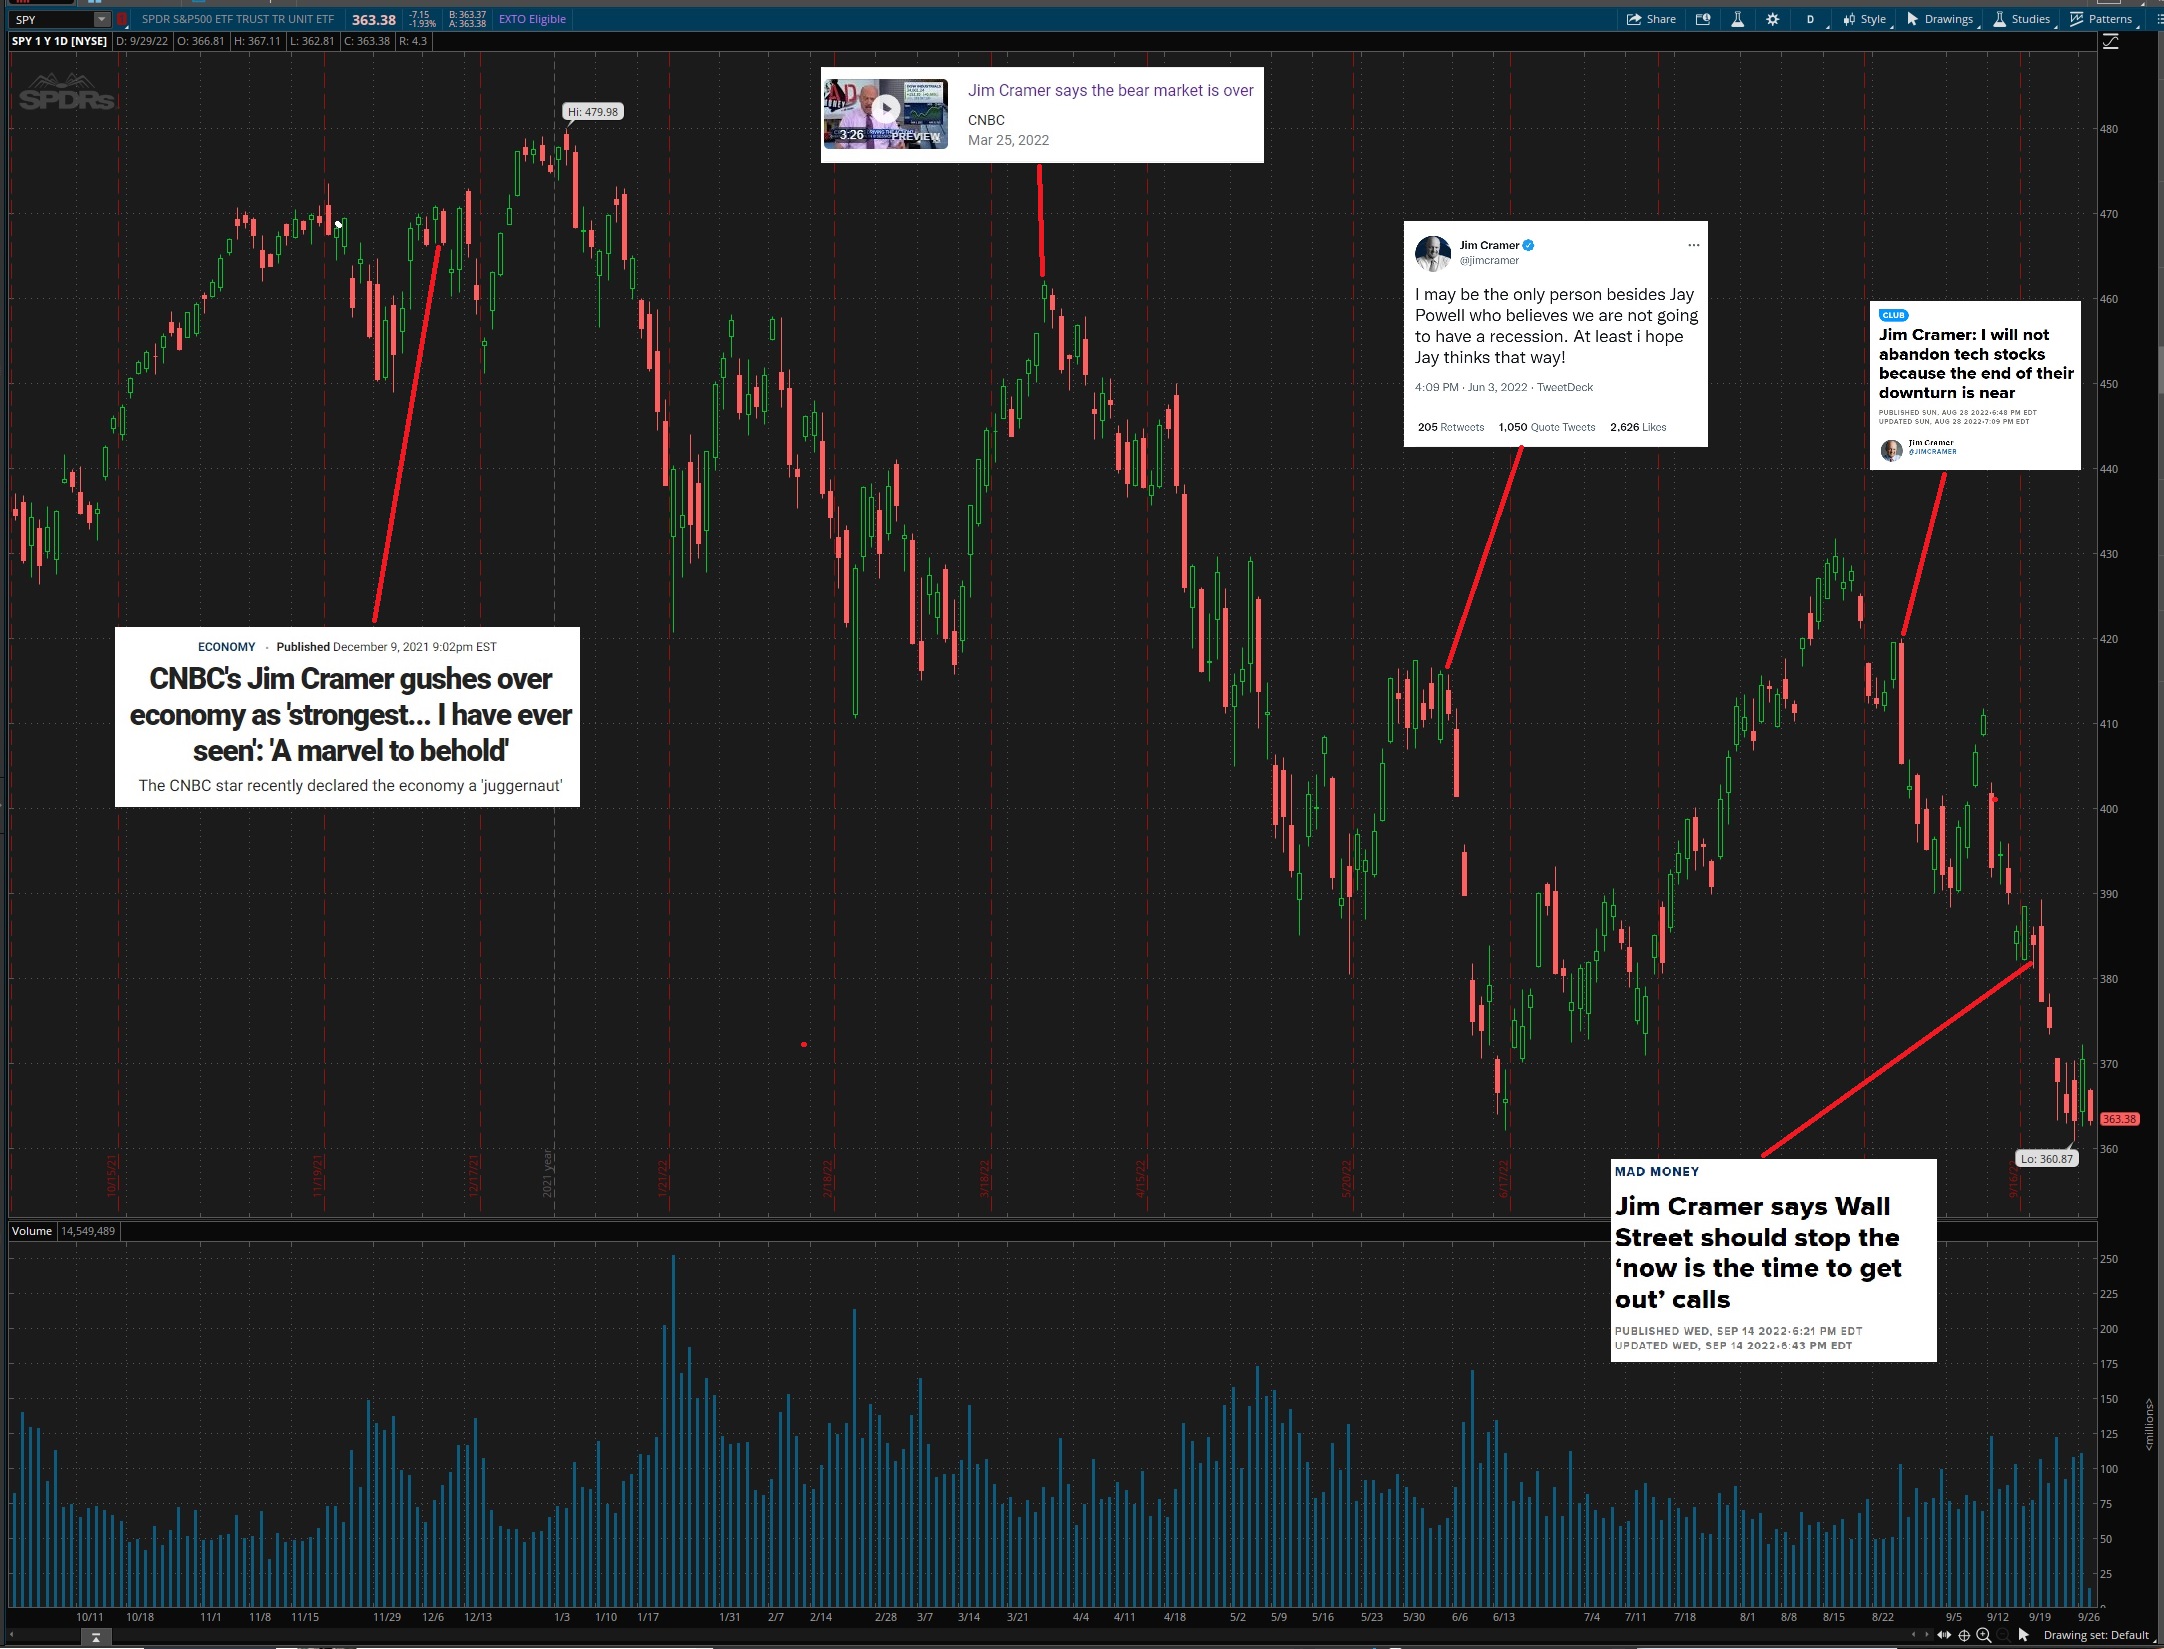 SPY
SPDR S&P500 ETF TRUST TR UNIT ETF
363.38
-7.15
-1.93%
B: 363.37
A: 363.38
EXTO Eligible
Share
D
Style
Drawings
Studies
Patterns
SPY 1 Y 1D [NYSE]
D: 9/29/22
O: 366.81
H: 367.11
L: 362.81
C: 363.38
R: 4.3
SPDRs
Hi: 479.98
3:26
PREVIEW
Jim Cramer says the bear market is over
CNBC
Mar 25, 2022
Jim Cramer
@jimcramer
I may be the only person besides Jay
Powell who believes we are not going
to have a recession. At least i hope
Jay thinks that way!
4:09 PM · Jun 3, 2022 · TweetDeck
205 Retweets 1,050 Quote Tweets 2,626 Likes
CLUB
Jim Cramer: I will not
abandon tech stocks
because the end of their
downturn is near
PUBLISHED SUN, AUG 28 2022•6:48 PM EDT
UPDATED SUN, AUG 28 2022•7:09 PM EDT
Jim Cramer
@JIMCRAMER
ECONOMY · Published December 9, 2021 9:02pm EST
CNBC's Jim Cramer gushes over
economy as 'strongest... I have ever
seen': 'A marvel to behold'
The CNBC star recently declared the economy a 'juggernaut'
480
470
460
450
440
430
420
410
400
390
380
370
363.38
360
Lo: 360.87
10/15/21
11/19/21
12/17/21
2021 year
1/21/22
2/18/22
3/18/22
4/15/22
5/20/22
6/17/22
MAD MONEY
Jim Cramer says Wall
Street should stop the
‘now is the time to get
out’ calls
PUBLISHED WED, SEP 14 2022•6:21 PM EDT
UPDATED WED, SEP 14 2022•6:43 PM EDT
Volume
14,549,489
250
225
200
175
150
125
100
75
50
25
<millions>
10/11 10/18 11/1 11/8 11/15 11/29 12/6 12/13 1/3 1/10 1/17 1/31 2/7 2/14 2/28 3/7 3/14 3/21 4/4 4/11 4/18 5/2 5/9 5/16 5/23 5/30 6/6 6/13 7/4 7/11 7/18 8/1 8/8 8/15 8/22 9/5 9/12 9/19 9/26
Drawing set: Default